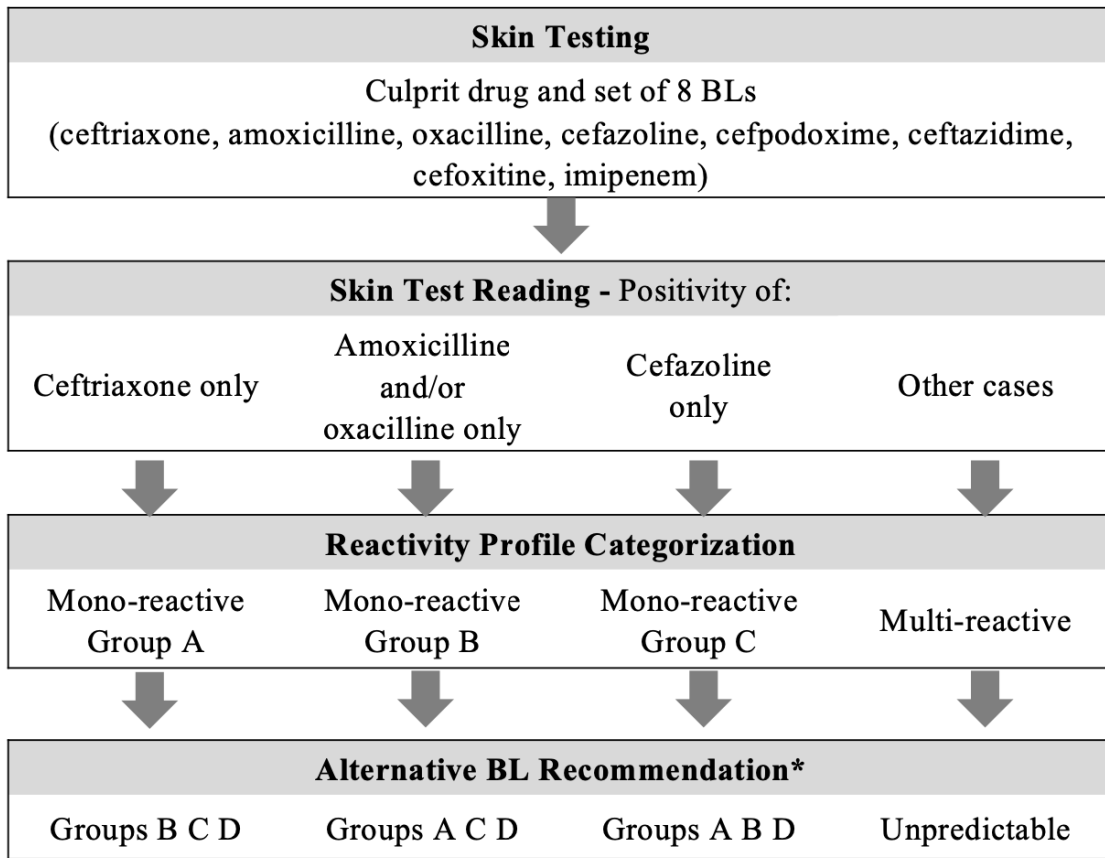 Skin Testing
Culprit drug and set of 8 BLs
(ceftriaxone, amoxicilline, oxacilline, cefazoline, cefpodoxime, ceftazidime,
cefoxitine, imipenem)
Skin Test Reading - Positivity of:
Ceftriaxone only
Amoxicilline
and/or
oxacilline only
Cefazoline
only
Other cases
Reactivity Profile Categorization
Mono-reactive
Group A
Mono-reactive
Group B
Mono-reactive
Group C
Multi-reactive
Alternative BL Recommendation*
Groups B C D
Groups A C D
Groups A B D
Unpredictable